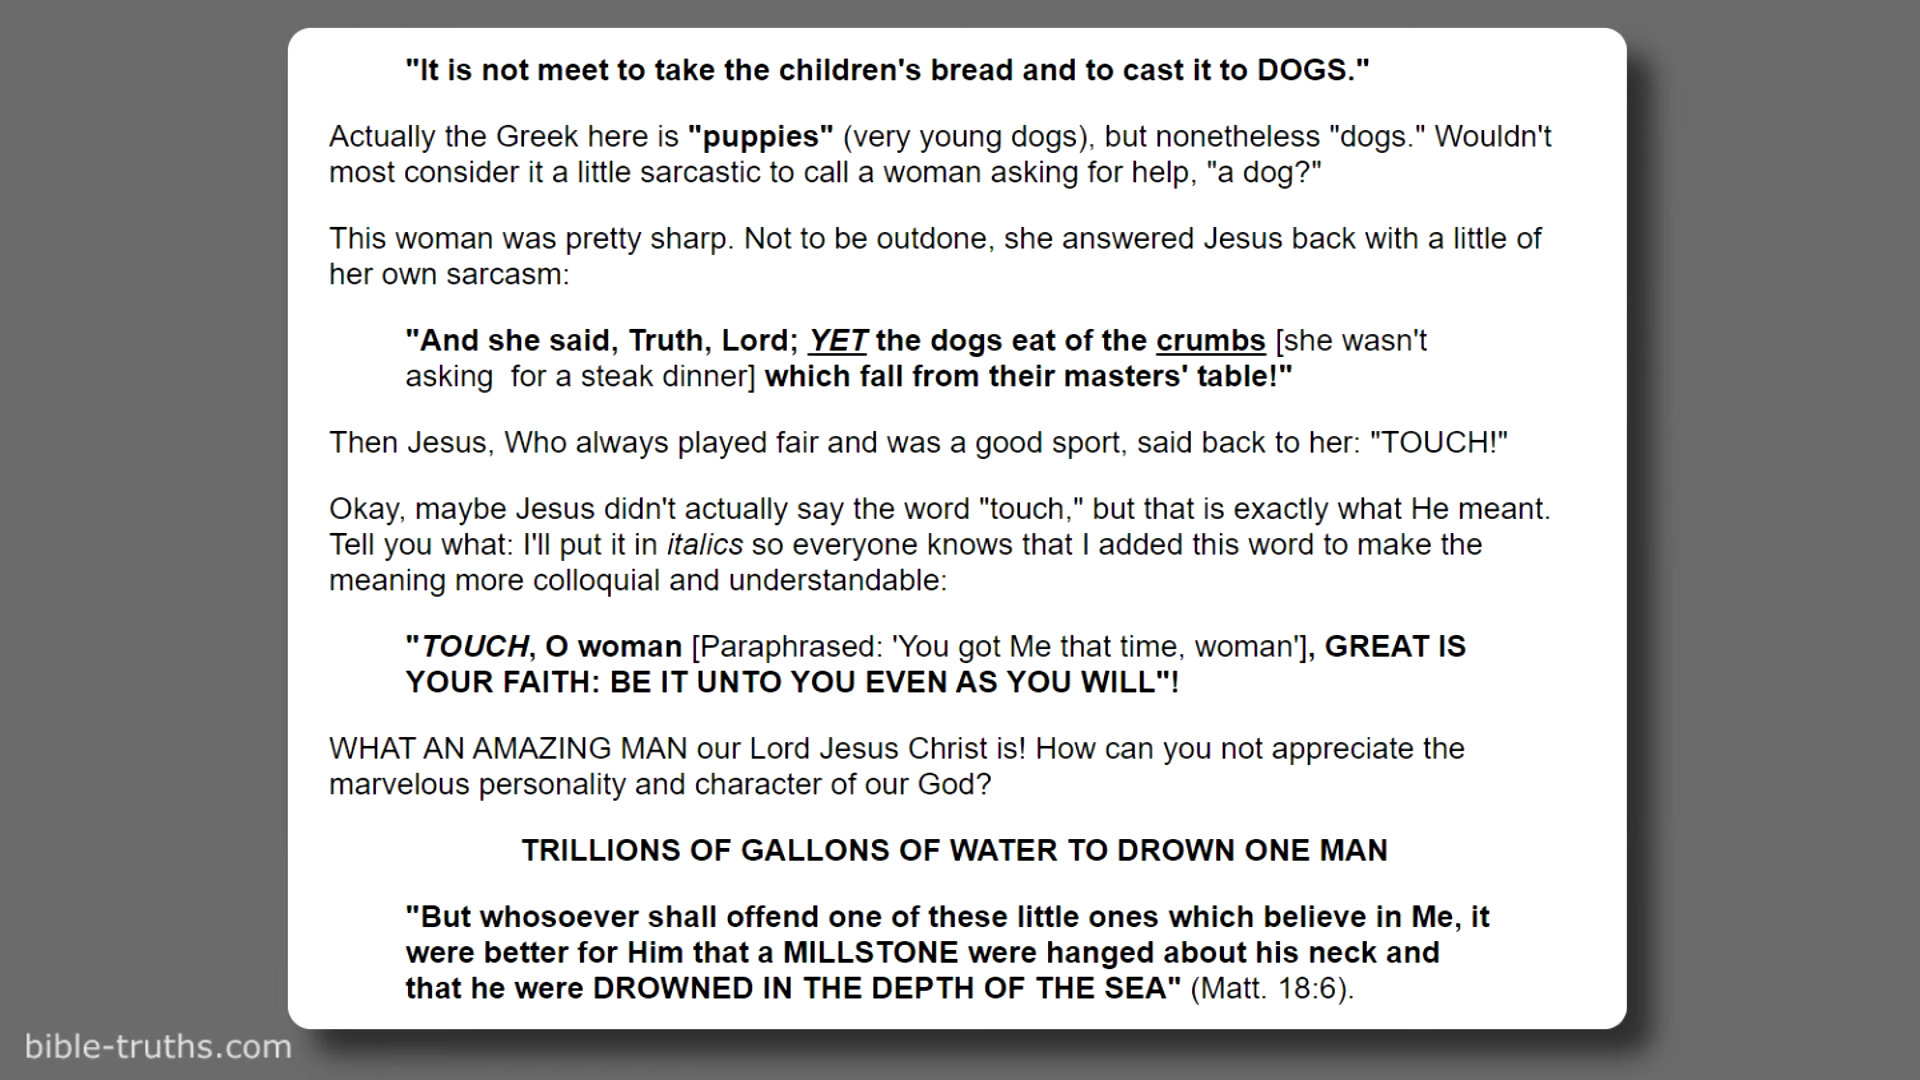 "It is not meet to take the children's bread and to cast it to DOGS."
Actually the Greek here is "puppies" (very young dogs), but nonetheless "dogs." Wouldn't
most consider it a little sarcastic to call a woman asking for help, "a dog?"
This woman was pretty sharp. Not to be outdone, she answered Jesus back with a little of
her own sarcasm:
"And she said, Truth, Lord; YET the dogs eat of the crumbs [she wasn't
asking  for a steak dinner] which fall from their masters' table!"
Then Jesus, Who always played fair and was a good sport, said back to her: "TOUCH!"
Okay, maybe Jesus didn't actually say the word "touch," but that is exactly what He meant.
Tell you what: I'll put it in italics so everyone knows that I added this word to make the
meaning more colloquial and understandable:
"TOUCH, O woman [Paraphrased: 'You got Me that time, woman'], GREAT IS
YOUR FAITH: BE IT UNTO YOU EVEN AS YOU WILL"!
WHAT AN AMAZING MAN our Lord Jesus Christ is! How can you not appreciate the
marvelous personality and character of our God?
TRILLIONS OF GALLONS OF WATER TO DROWN ONE MAN
"But whosoever shall offend one of these little ones which believe in Me, it
were better for Him that a MILLSTONE were hanged about his neck and
that he were DROWNED IN THE DEPTH OF THE SEA" (Matt. 18:6).
bible-truths.com